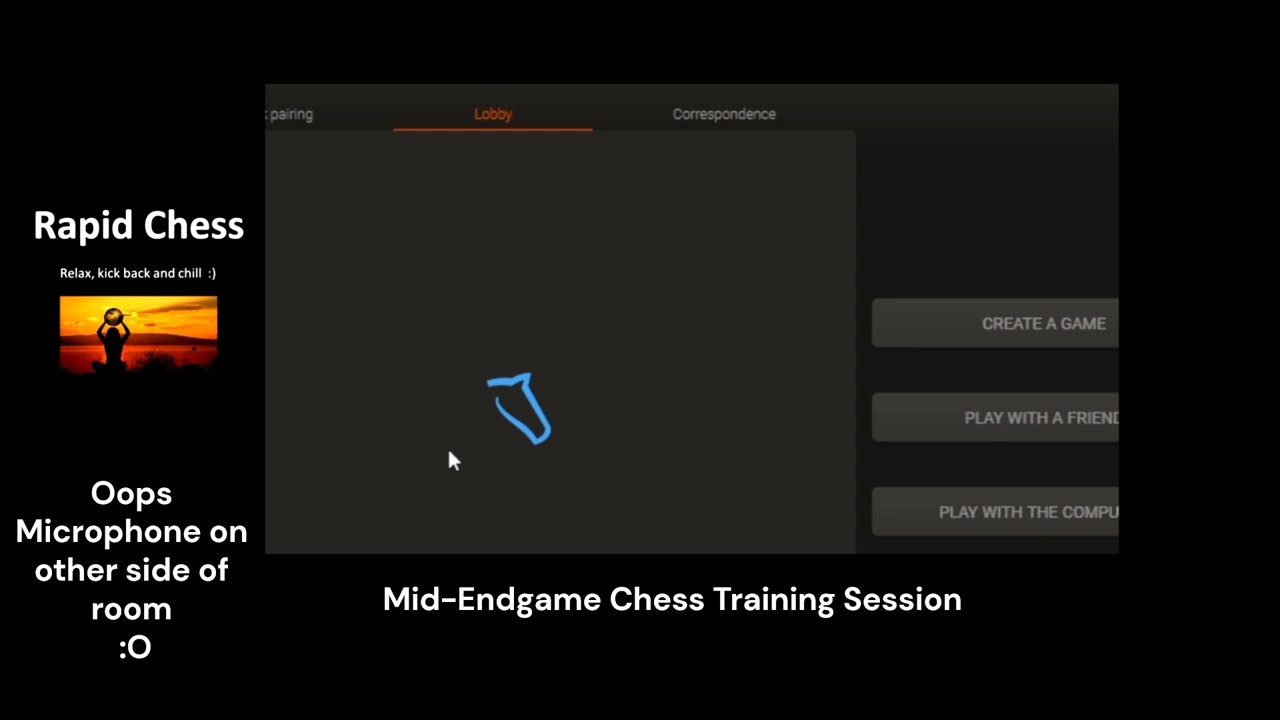 pairing
Lobby
Correspondence
Rapid Chess
Relax, kick back and chill :)
CREATE A GAME
PLAY WITH A FRIEND
PLAY WITH THE COMPU
Oops
Microphone on
other side of
room
:O
Mid-Endgame Chess Training Session